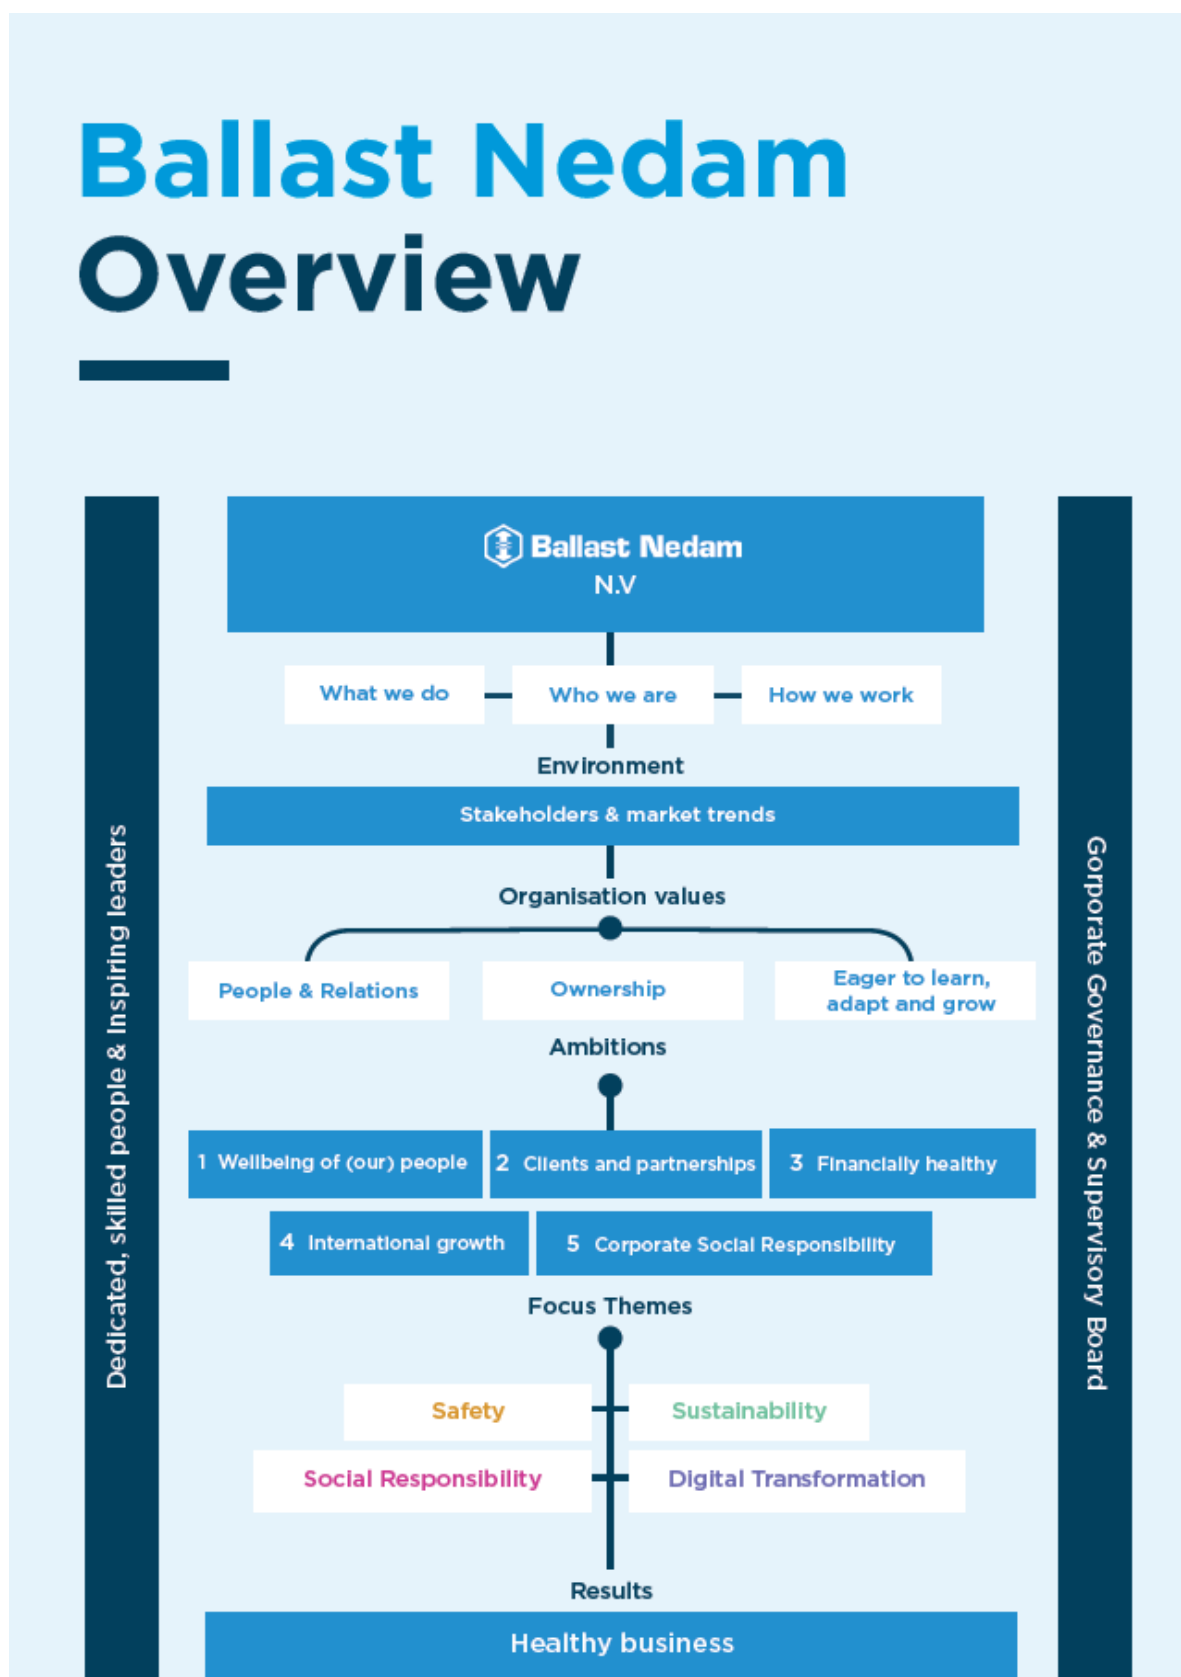 Ballast Nedam
Overview
Ballast Nedam
N.V
What we do
Who we are
How we work
Environment
Stakeholders & market trends
Organisation values
People & Relations
Ownership
Eager to learn,
adapt and grow
Ambitions
1 Wellbeing of (our) people
2 Clients and partnerships
3 Financially healthy
4 International growth
5 Corporate Social Responsibility
Focus Themes
Safety
Sustainability
Social Responsibility
Digital Transformation
Results
Healthy business
Dedicated, skilled people & Inspiring leaders
Gorporate Governance & Supervisory Board